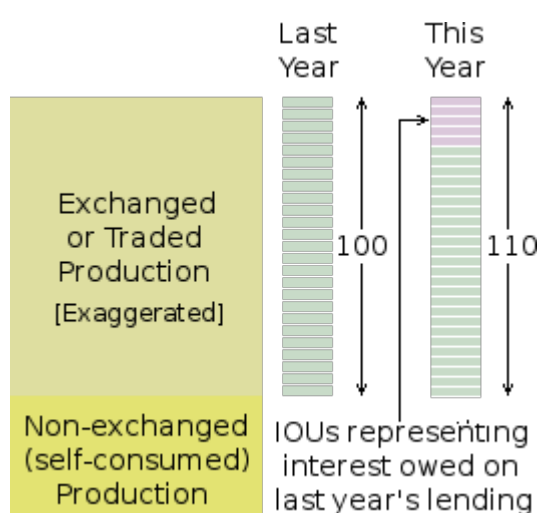 Last
Year
This
Year
Exchanged
or Traded
Production
[Exaggerated]
100
110
Non-exchanged
(self-consumed)
Production
IOUs representing
interest owed on
last year's lending